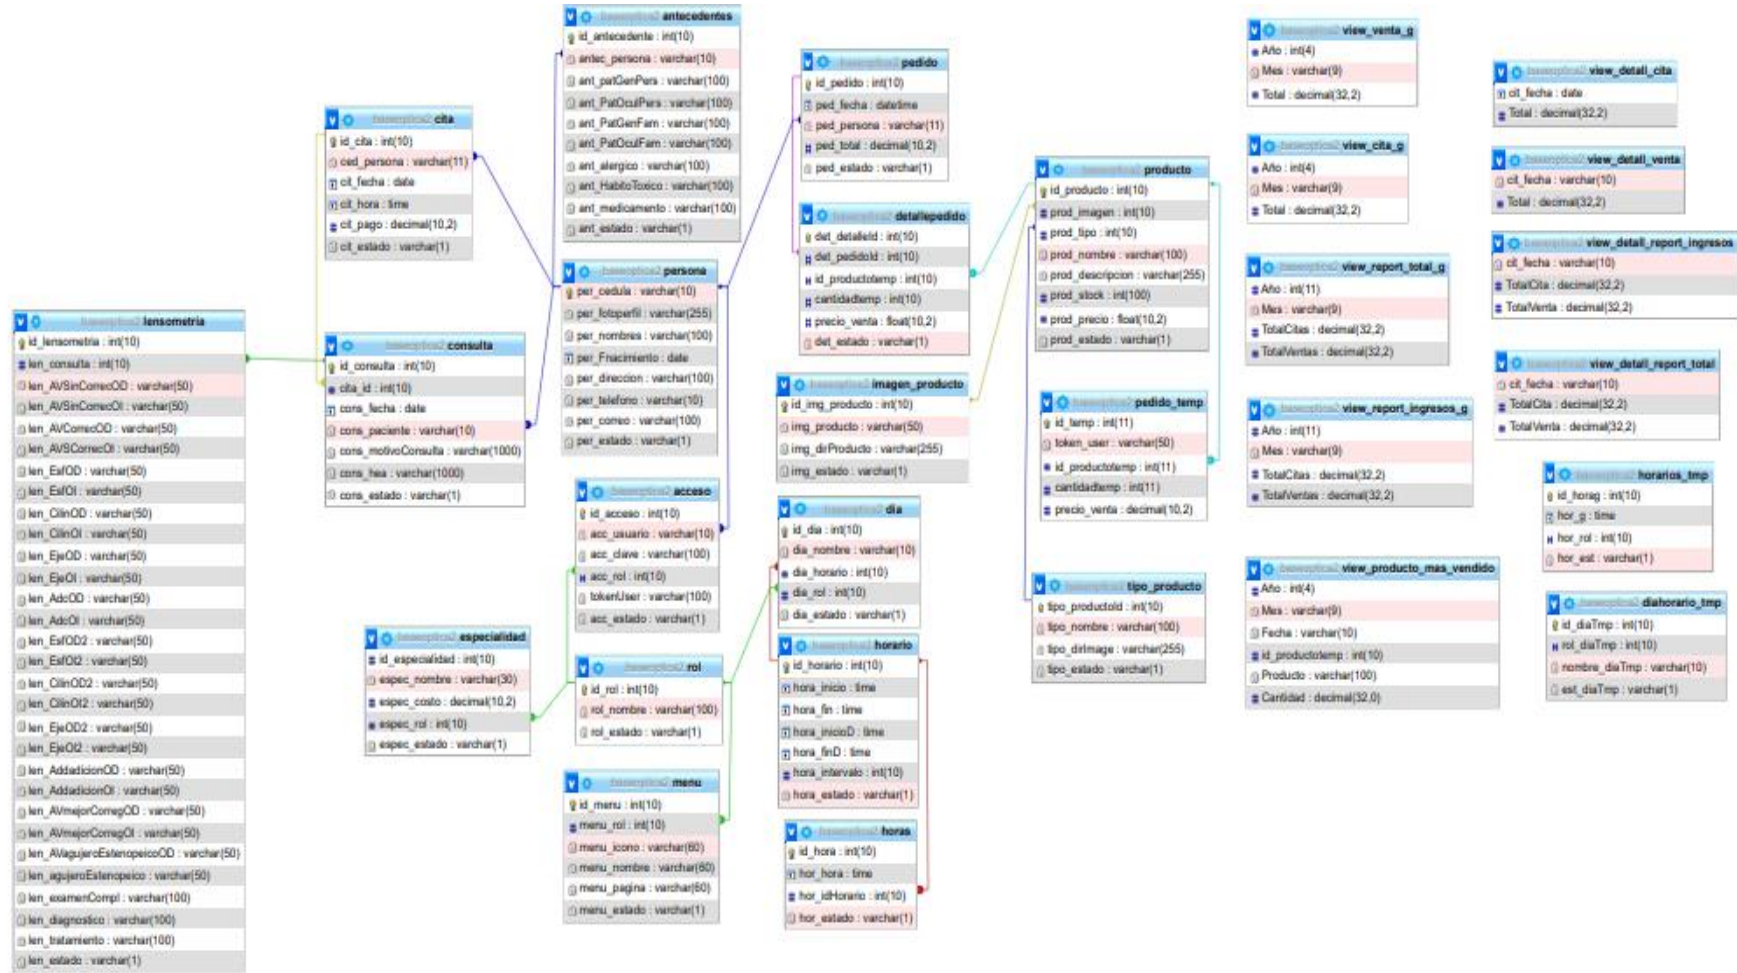 lensometria
id_lensometria : int(10)
len_consulta : int(10)
len_AVSinCorrecOD : varchar(50)
len_AVSinCorrecOI : varchar(50)
len_AVCorrecOD : varchar(50)
len_AVSCorrecOI : varchar(50)
len_EsfOD : varchar(50)
len_EsfOI : varchar(50)
len_CilinOD : varchar(50)
len_CilinOI : varchar(50)
len_EjeOD : varchar(50)
len_EjeOI : varchar(50)
len_AdcOD : varchar(50)
len_AdcOI : varchar(50)
len_EsfOD2 : varchar(50)
len_EsfOI2 : varchar(50)
len_CilinOD2 : varchar(50)
len_CilinOI2 : varchar(50)
len_EjeOD2 : varchar(50)
len_EjeOI2 : varchar(50)
len_AddadicionOD : varchar(50)
len_AddadicionOI : varchar(50)
len_AVmejorCorregOD : varchar(50)
len_AVmejorCorregOI : varchar(50)
len_AVagujeroEstenopeicoOD : varchar(50)
len_agujeroEstenopeico : varchar(50)
len_examenCompl : varchar(100)
len_diagnostico : varchar(100)
len_tratamiento : varchar(100)
len_estado : varchar(1)
cita
id_cita : int(10)
ced_persona : varchar(11)
cit_fecha : date
cit_hora : time
cit_pago : decimal(10,2)
cit_estado : varchar(1)
consulta
id_consulta : int(10)
cita_id : int(10)
cons_fecha : date
cons_paciente : varchar(10)
cons_motivoConsulta : varchar(1000)
cons_hea : varchar(1000)
cons_estado : varchar(1)
especialidad
id_especialidad : int(10)
espec_nombre : varchar(30)
espec_costo : decimal(10,2)
espec_rol : int(10)
espec_estado : varchar(1)
antecedentes
id_antecedente : int(10)
antec_persona : varchar(10)
ant_patGenPers : varchar(100)
ant_PatOculPers : varchar(100)
ant_PatGenFam : varchar(100)
ant_PatOculFam : varchar(100)
ant_alergico : varchar(100)
ant_HabitoToxico : varchar(100)
ant_medicamento : varchar(100)
ant_estado : varchar(1)
persona
per_cedula : varchar(10)
per_fotoperfil : varchar(255)
per_nombres : varchar(100)
per_Fnacimiento : date
per_direccion : varchar(100)
per_telefono : varchar(10)
per_correo : varchar(100)
per_estado : varchar(1)
acceso
id_acceso : int(10)
acc_usuario : varchar(10)
acc_clave : varchar(100)
acc_rol : int(10)
tokenUser : varchar(100)
acc_estado : varchar(1)
rol
id_rol : int(10)
rol_nombre : varchar(100)
rol_estado : varchar(1)
menu
id_menu : int(10)
menu_rol : int(10)
menu_icono : varchar(60)
menu_nombre : varchar(60)
menu_pagina : varchar(60)
menu_estado : varchar(1)
pedido
id_pedido : int(10)
ped_fecha : datetime
ped_persona : varchar(11)
ped_total : decimal(10,2)
ped_estado : varchar(1)
detallepedido
det_detalleId : int(10)
det_pedidoId : int(10)
id_productotemp : int(10)
cantidadtemp : int(10)
precio_venta : float(10,2)
det_estado : varchar(1)
imagen_producto
id_img_producto : int(10)
img_producto : varchar(50)
img_dirProducto : varchar(255)
img_estado : varchar(1)
dia
id_dia : int(10)
dia_nombre : varchar(10)
dia_horario : int(10)
dia_rol : int(10)
dia_estado : varchar(1)
horario
id_horario : int(10)
hora_inicio : time
hora_fin : time
hora_inicioD : time
hora_finD : time
hora_intervalo : int(10)
hora_estado : varchar(1)
horas
id_hora : int(10)
hor_hora : time
hor_idHorario : int(10)
hor_estado : varchar(1)
producto
id_producto : int(10)
prod_imagen : int(10)
prod_tipo : int(10)
prod_nombre : varchar(100)
prod_descripcion : varchar(255)
prod_stock : int(100)
prod_precio : float(10,2)
prod_estado : varchar(1)
pedido_temp
id_temp : int(11)
token_user : varchar(50)
id_productotemp : int(11)
cantidadtemp : int(11)
precio_venta : decimal(10,2)
tipo_producto
tipo_productoId : int(10)
tipo_nombre : varchar(100)
tipo_dirImage : varchar(255)
tipo_estado : varchar(1)
view_venta_g
Año : int(4)
Mes : varchar(9)
Total : decimal(32,2)
view_cita_g
Año : int(4)
Mes : varchar(9)
Total : decimal(32,2)
view_report_total_g
Año : int(11)
Mes : varchar(9)
TotalCitas : decimal(32,2)
TotalVentas : decimal(32,2)
view_report_ingresos_g
Año : int(11)
Mes : varchar(9)
TotalCitas : decimal(32,2)
TotalVentas : decimal(32,2)
view_producto_mas_vendido
Año : int(4)
Mes : varchar(9)
Fecha : varchar(10)
id_productotemp : int(10)
Producto : varchar(100)
Cantidad : decimal(32,0)
view_detall_cita
cit_fecha : date
Total : decimal(32,2)
view_detall_venta
cit_fecha : varchar(10)
Total : decimal(32,2)
view_detall_report_ingresos
cit_fecha : varchar(10)
TotalCita : decimal(32,2)
TotalVenta : decimal(32,2)
view_detall_report_total
cit_fecha : varchar(10)
TotalCita : decimal(32,2)
TotalVenta : decimal(32,2)
horarios_tmp
id_horag : int(10)
hor_g : time
hor_rol : int(10)
hor_est : varchar(1)
diahorario_tmp
id_diaTmp : int(10)
rol_diaTmp : int(10)
nombre_diaTmp : varchar(10)
est_diaTmp : varchar(1)